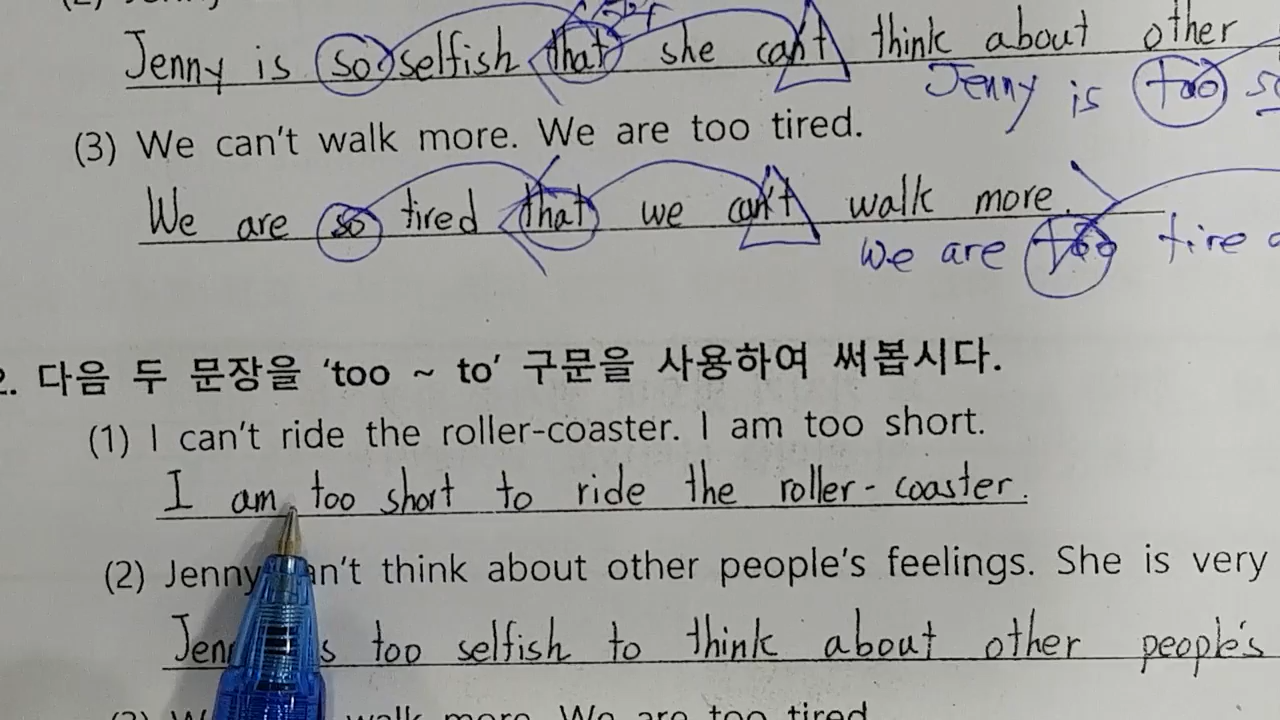 Jenny is so selfish that she can't think about other
Jenny is too
(3) We can't walk more. We are too tired.
We are so tired that we can't walk more.
We are too tire
2. 다음 두 문장을 'too ~ to' 구문을 사용하여 써봅시다.
(1) I can't ride the roller-coaster. I am too short.
I am too short to ride the roller-coaster.
(2) Jenny an't think about other people's feelings. She is very
Jen s too selfish to think about other people's
walk more. We are too tired